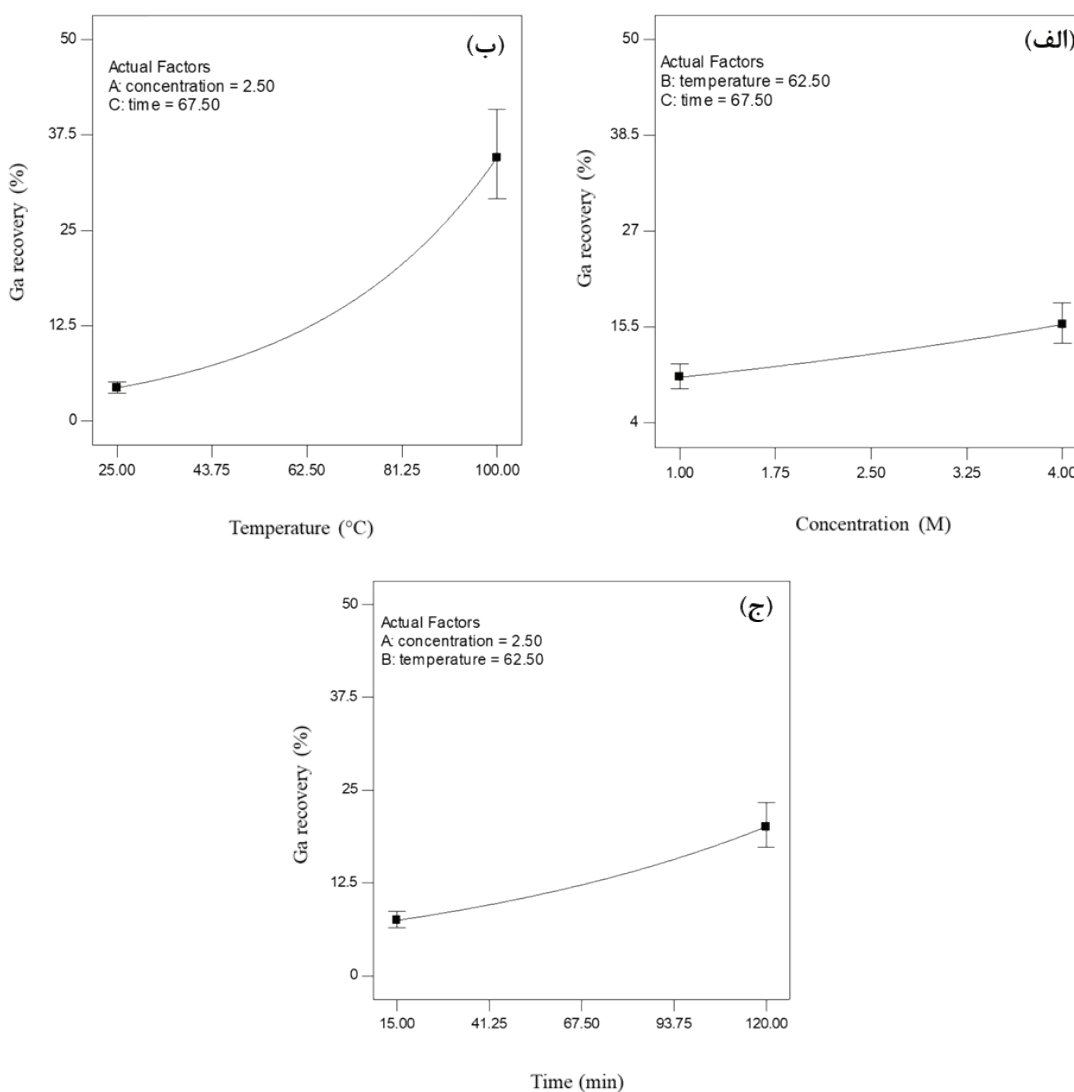 (ب)
Actual Factors
A: concentration = 2.50
C: time = 67.50
50
37.5
25
12.5
0
Ga recovery (%)
25.00 43.75 62.50 81.25 100.00
Temperature (°C)
(الف)
Actual Factors
B: temperature = 62.50
C: time = 67.50
50
38.5
27
15.5
4
Ga recovery (%)
1.00 1.75 2.50 3.25 4.00
Concentration (M)
(ج)
Actual Factors
A: concentration = 2.50
B: temperature = 62.50
50
37.5
25
12.5
0
Ga recovery (%)
15.00 41.25 67.50 93.75 120.00
Time (min)